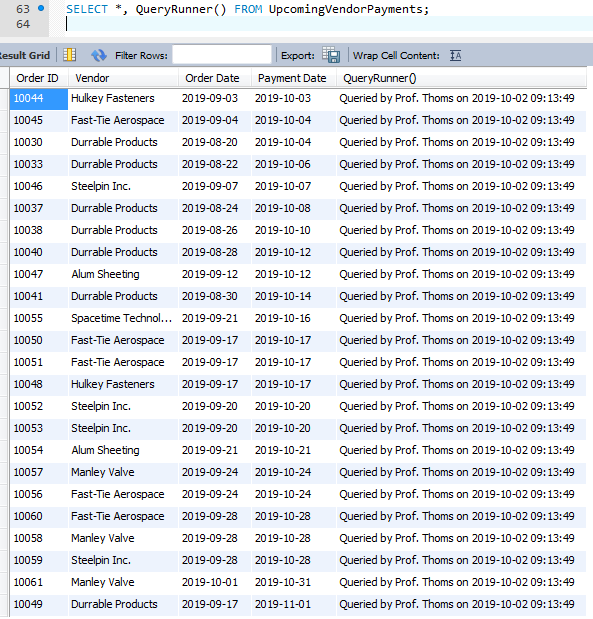 63 SELECT *, QueryRunner() FROM UpcomingVendorPayments;
64
Result Grid Filter Rows: Export: Wrap Cell Content: IA
Order ID Vendor Order Date Payment Date QueryRunner()
10044 Hulkey Fasteners 2019-09-03 2019-10-03 Queried by Prof. Thoms on 2019-10-02 09:13:49
10045 Fast-Tie Aerospace 2019-09-04 2019-10-04 Queried by Prof. Thoms on 2019-10-02 09:13:49
10030 Durrable Products 2019-08-20 2019-10-04 Queried by Prof. Thoms on 2019-10-02 09:13:49
10033 Durrable Products 2019-08-22 2019-10-06 Queried by Prof. Thoms on 2019-10-02 09:13:49
10046 Steelpin Inc. 2019-09-07 2019-10-07 Queried by Prof. Thoms on 2019-10-02 09:13:49
10037 Durrable Products 2019-08-24 2019-10-08 Queried by Prof. Thoms on 2019-10-02 09:13:49
10038 Durrable Products 2019-08-26 2019-10-10 Queried by Prof. Thoms on 2019-10-02 09:13:49
10040 Durrable Products 2019-08-28 2019-10-12 Queried by Prof. Thoms on 2019-10-02 09:13:49
10047 Alum Sheeting 2019-09-12 2019-10-12 Queried by Prof. Thoms on 2019-10-02 09:13:49
10041 Durrable Products 2019-08-30 2019-10-14 Queried by Prof. Thoms on 2019-10-02 09:13:49
10055 Spacetime Technol... 2019-09-21 2019-10-16 Queried by Prof. Thoms on 2019-10-02 09:13:49
10050 Fast-Tie Aerospace 2019-09-17 2019-10-17 Queried by Prof. Thoms on 2019-10-02 09:13:49
10051 Fast-Tie Aerospace 2019-09-17 2019-10-17 Queried by Prof. Thoms on 2019-10-02 09:13:49
10048 Hulkey Fasteners 2019-09-17 2019-10-17 Queried by Prof. Thoms on 2019-10-02 09:13:49
10052 Steelpin Inc. 2019-09-20 2019-10-20 Queried by Prof. Thoms on 2019-10-02 09:13:49
10053 Steelpin Inc. 2019-09-20 2019-10-20 Queried by Prof. Thoms on 2019-10-02 09:13:49
10054 Alum Sheeting 2019-09-21 2019-10-21 Queried by Prof. Thoms on 2019-10-02 09:13:49
10057 Manley Valve 2019-09-24 2019-10-24 Queried by Prof. Thoms on 2019-10-02 09:13:49
10056 Fast-Tie Aerospace 2019-09-24 2019-10-24 Queried by Prof. Thoms on 2019-10-02 09:13:49
10060 Fast-Tie Aerospace 2019-09-28 2019-10-28 Queried by Prof. Thoms on 2019-10-02 09:13:49
10058 Manley Valve 2019-09-28 2019-10-28 Queried by Prof. Thoms on 2019-10-02 09:13:49
10059 Steelpin Inc. 2019-09-28 2019-10-28 Queried by Prof. Thoms on 2019-10-02 09:13:49
10061 Manley Valve 2019-10-01 2019-10-31 Queried by Prof. Thoms on 2019-10-02 09:13:49
10049 Durrable Products 2019-09-17 2019-11-01 Queried by Prof. Thoms on 2019-10-02 09:13:49